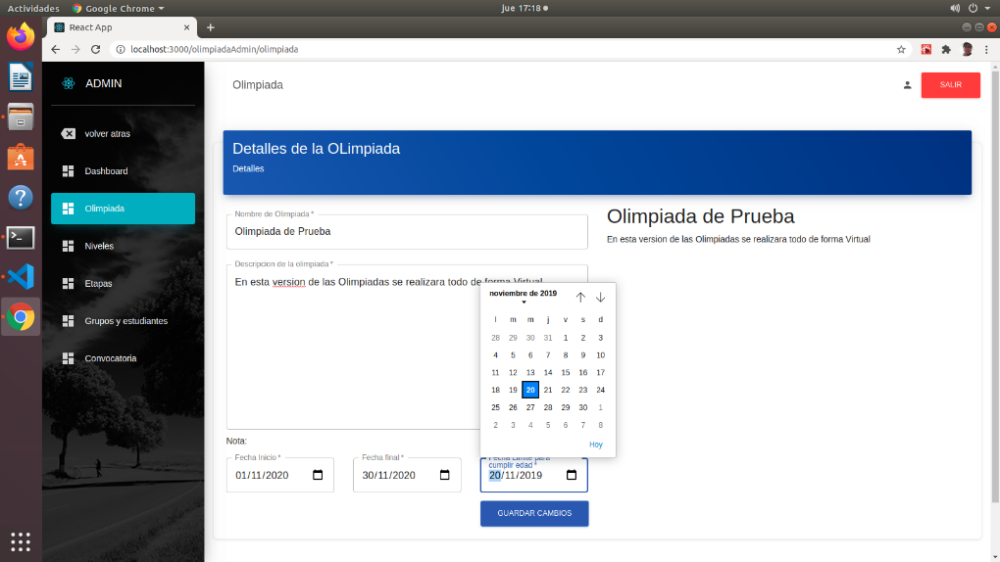 Actividades
Google Chrome
jue 17:18
React App
localhost:3000/olimpiadaAdmin/olimpiada
ADMIN
volver atras
Dashboard
Olimpiada
Niveles
Etapas
Grupos y estudiantes
Convocatoria
Olimpiada
SALIR
Detalles de la OLimpiada
Detalles
Nombre de Olimpiada *
Olimpiada de Prueba
Descripcion de la olimpiada *
En esta version de las Olimpiadas se realizara todo de forma Virtual
Olimpiada de Prueba
En esta version de las Olimpiadas se realizara todo de forma Virtual
noviembre de 2019
l m m j v s d
28 29 30 31 1 2 3
4 5 6 7 8 9 10
11 12 13 14 15 16 17
18 19 20 21 22 23 24
25 26 27 28 29 30 1
2 3 4 5 6 7 8
Hoy
Nota:
Fecha Inicio *
01/11/2020
Fecha final *
30/11/2020
Fecha Limite para
cumplir edad *
20/11/2019
GUARDAR CAMBIOS